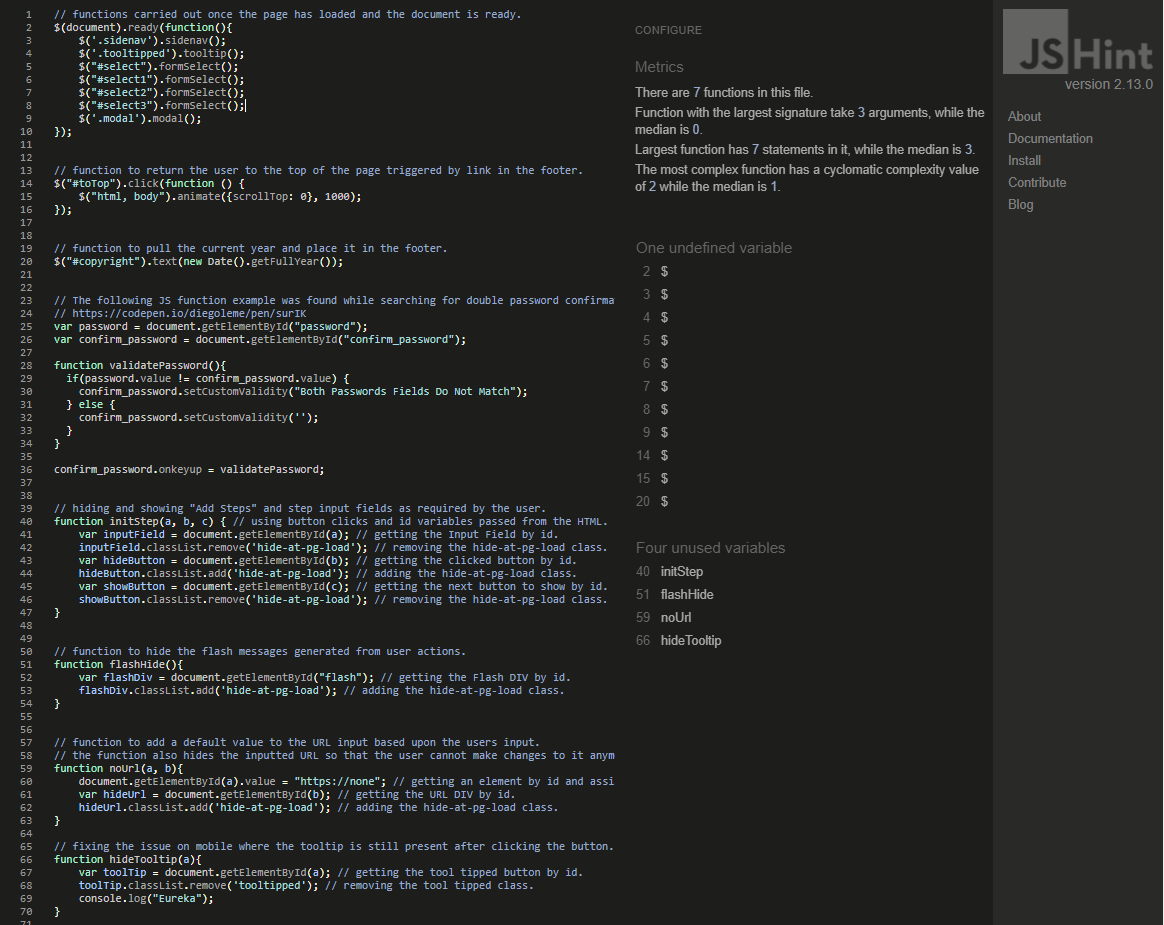 1 // functions carried out once the page has loaded and the document is ready.
2 $(document).ready(function(){
3 $('.sidenav').sidenav();
4 $('.tooltipped').tooltip();
5 $("#select").formSelect();
6 $("#select1").formSelect();
7 $("#select2").formSelect();
8 $("#select3").formSelect();
9 $('.modal').modal();
10 });
11
12
13 // function to return the user to the top of the page triggered by link in the footer.
14 $("#toTop").click(function () {
15 $("html, body").animate({scrollTop: 0}, 1000);
16 });
17
18
19 // function to pull the current year and place it in the footer.
20 $("#copyright").text(new Date().getFullYear());
21
22
23 // The following JS function example was found while searching for double password confirma
24 // https://codepen.io/diegoleme/pen/surIK
25 var password = document.getElementById("password");
26 var confirm_password = document.getElementById("confirm_password");
27
28 function validatePassword(){
29 if(password.value != confirm_password.value) {
30 confirm_password.setCustomValidity("Both Passwords Fields Do Not Match");
31 } else {
32 confirm_password.setCustomValidity('');
33 }
34 }
35
36 confirm_password.onkeyup = validatePassword;
37
38
39 // hiding and showing "Add Steps" and step input fields as required by the user.
40 function initStep(a, b, c) { // using button clicks and id variables passed from the HTML.
41 var inputField = document.getElementById(a); // getting the Input Field by id.
42 inputField.classList.remove('hide-at-pg-load'); // removing the hide-at-pg-load class.
43 var hideButton = document.getElementById(b); // getting the clicked button by id.
44 hideButton.classList.add('hide-at-pg-load'); // adding the hide-at-pg-load class.
45 var showButton = document.getElementById(c); // getting the next button to show by id.
46 showButton.classList.remove('hide-at-pg-load'); // removing the hide-at-pg-load class.
47 }
48
49
50 // function to hide the flash messages generated from user actions.
51 function flashHide(){
52 var flashDiv = document.getElementById("flash"); // getting the Flash DIV by id.
53 flashDiv.classList.add('hide-at-pg-load'); // adding the hide-at-pg-load class.
54 }
55
56
57 // function to add a default value to the URL input based upon the users input.
58 // the function also hides the inputted URL so that the user cannot make changes to it anym
59 function noUrl(a, b){
60 document.getElementById(a).value = "https://none"; // getting an element by id and assi
61 var hideUrl = document.getElementById(b); // getting the URL DIV by id.
62 hideUrl.classList.add('hide-at-pg-load'); // adding the hide-at-pg-load class.
63 }
64
65 // fixing the issue on mobile where the tooltip is still present after clicking the button.
66 function hideTooltip(a){
67 var toolTip = document.getElementById(a); // getting the tool tipped button by id.
68 toolTip.classList.remove('tooltipped'); // removing the tool tipped class.
69 console.log("Eureka");
70 }
71
CONFIGURE
Metrics
There are 7 functions in this file.
Function with the largest signature take 3 arguments, while the
median is 0.
Largest function has 7 statements in it, while the median is 3.
The most complex function has a cyclomatic complexity value
of 2 while the median is 1.
One undefined variable
2 $
3 $
4 $
5 $
6 $
7 $
8 $
9 $
14 $
15 $
20 $
Four unused variables
40 initStep
51 flashHide
59 noUrl
66 hideTooltip
JSHint
version 2.13.0
About
Documentation
Install
Contribute
Blog